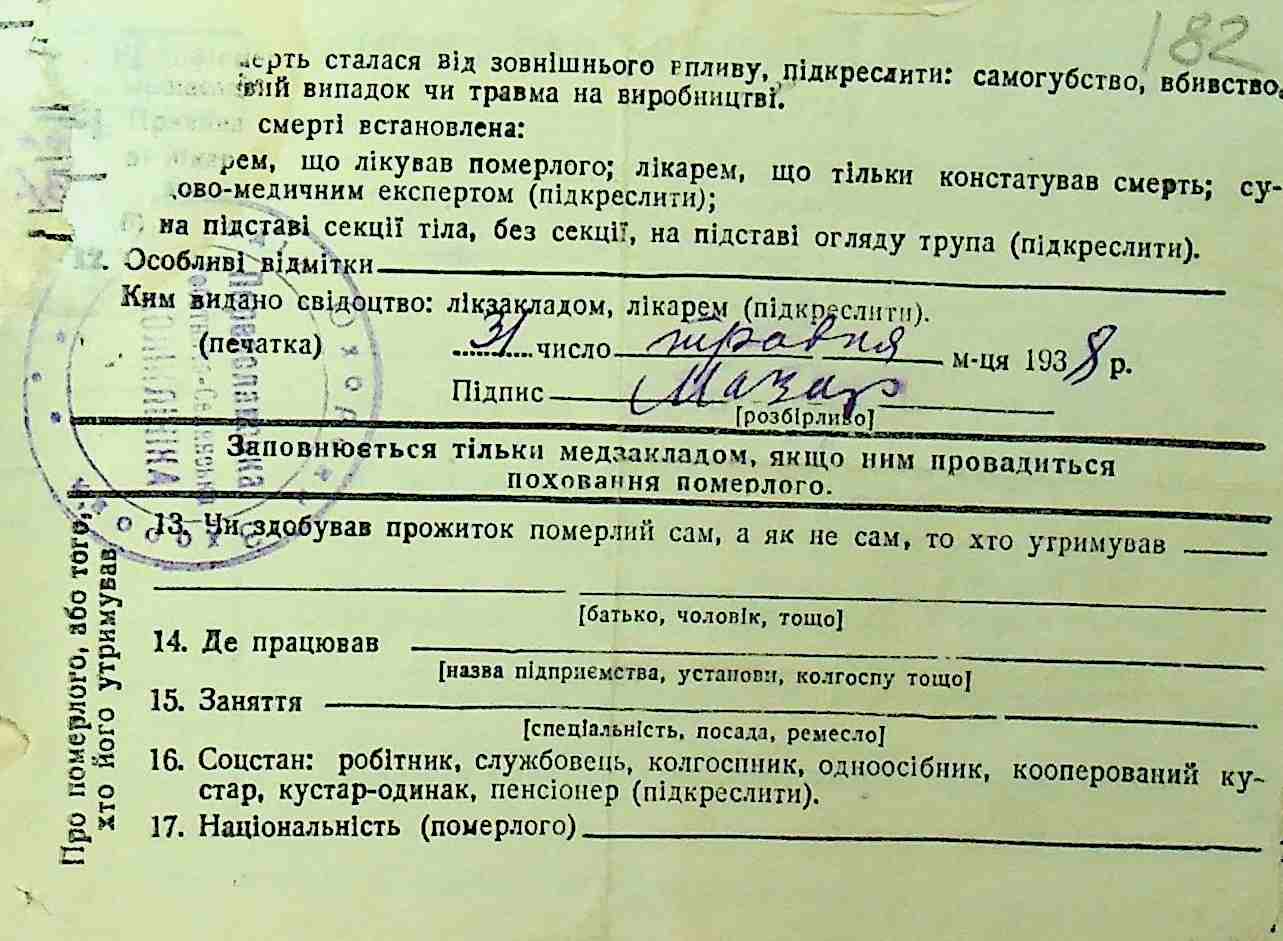 182
смерть сталася від зовнішнього впливу, підкреслити: самогубство, вбивство,
випадок чи травма на виробництві.
смерті встановлена:
лікарем, що лікував померлого; лікарем, що тільки констатував смерть; су-
дово-медичним експертом (підкреслити);
б) на підставі секції тіла, без секції, на підставі огляду трупа (підкреслити).
12. Особливі відмітки
Ким видано свідоцтво: лікзакладом, лікарем (підкреслити).
(печатка) 31 число травня м-ця 1938 р.
Підпис Мазар
[розбірливо]
Заповнюється тільки медзакладом, якщо ним провадиться
поховання померлого.
13. Чи здобував прожиток померлий сам, а як не сам, то хто утримував
[батько, чоловік, тощо]
14. Де працював
[назва підприємства, установи, колгоспу тощо]
15. Заняття
[спеціальність, посада, ремесло]
16. Соцстан: робітник, службовець, колгоспник, одноосібник, кооперований ку-
стар, кустар-одинак, пенсіонер (підкреслити).
17. Національність (померлого)
Про померлого, або того,
хто його утримував